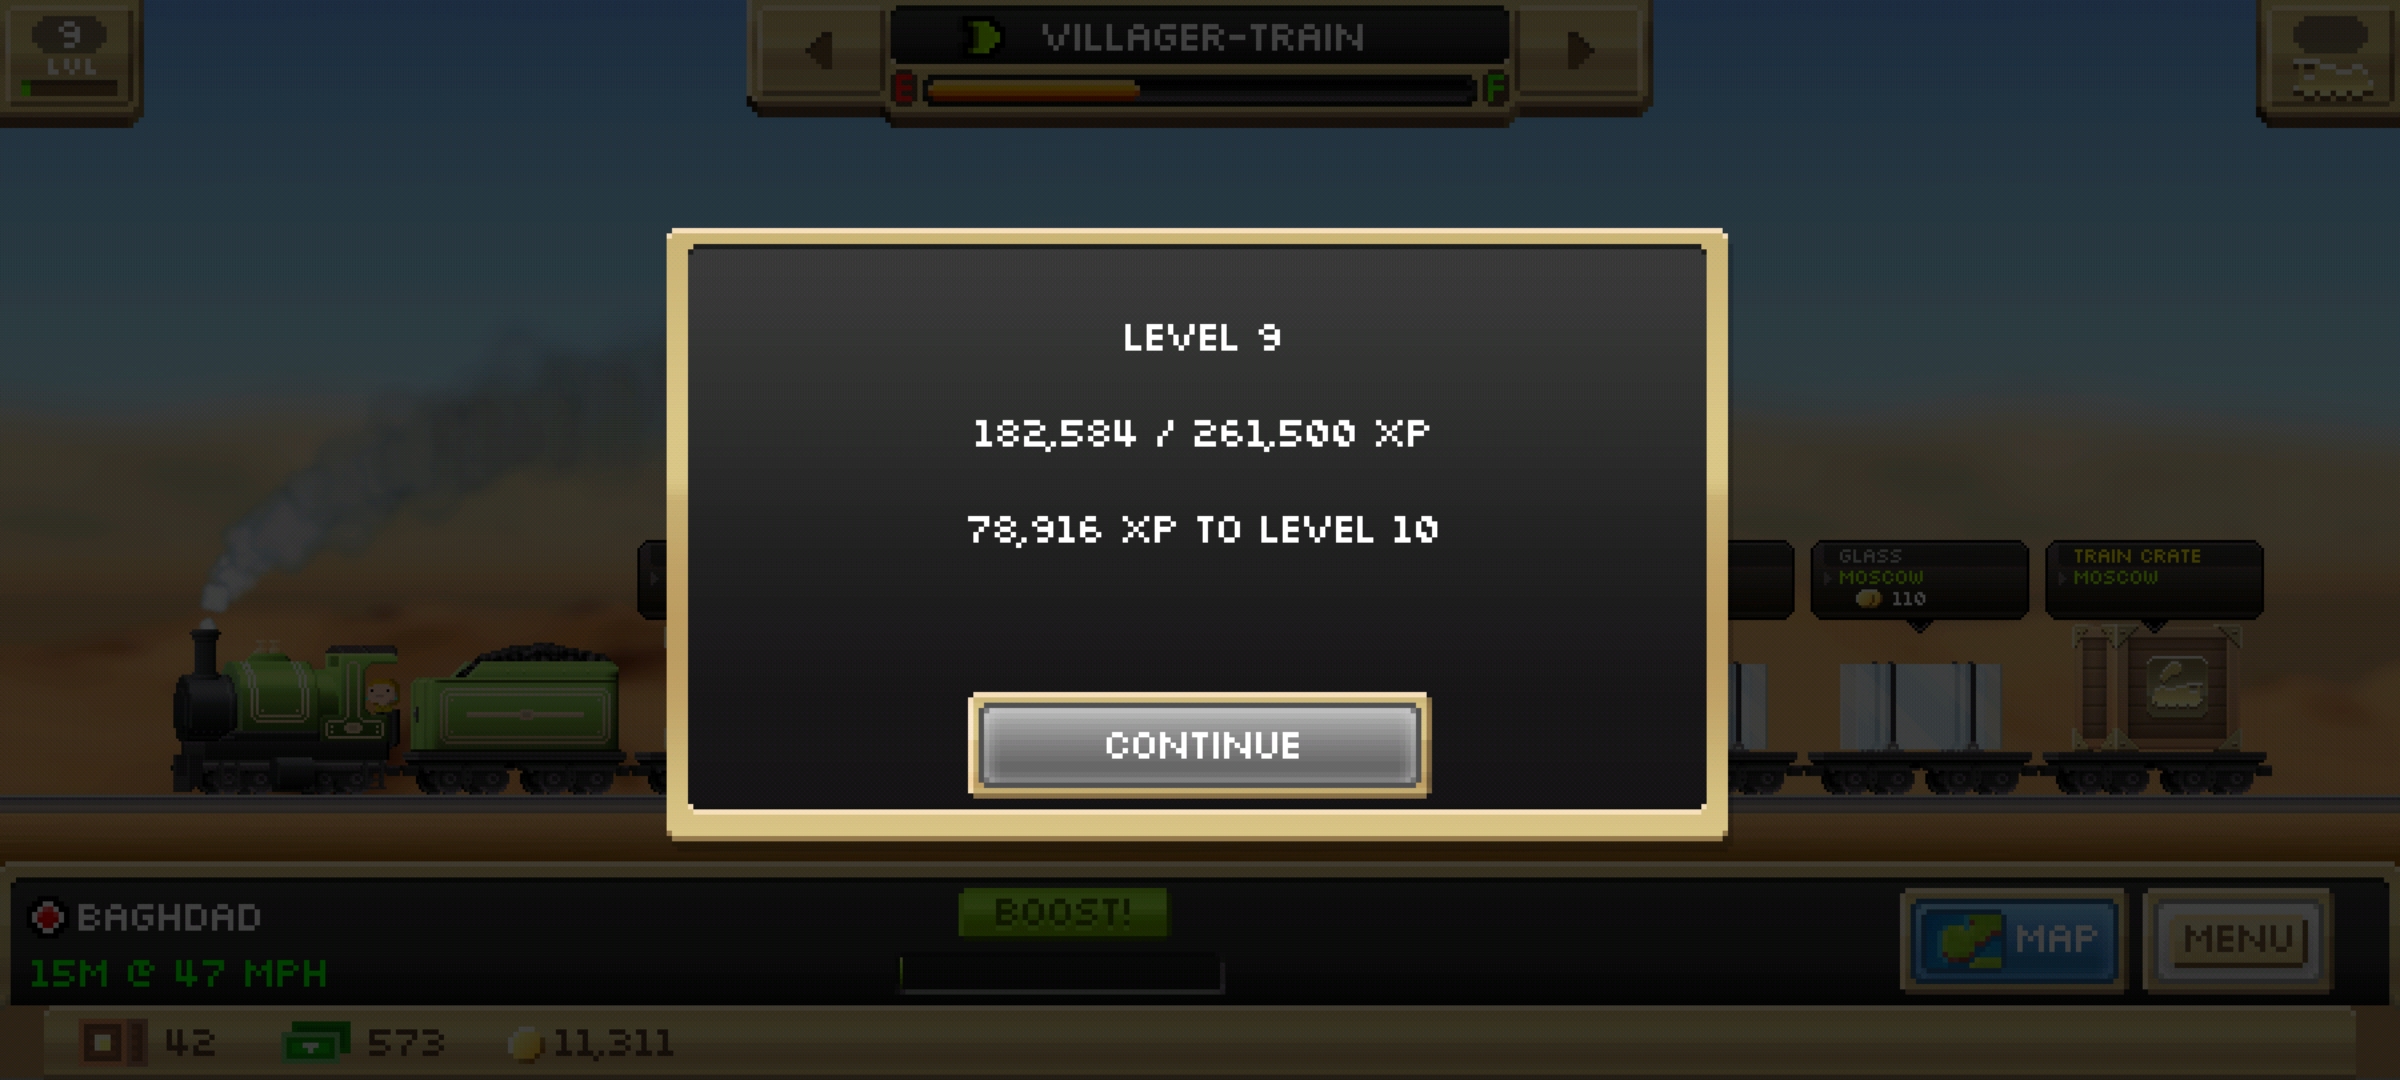 9
LVL
VILLAGER-TRAIN
E F
LEVEL 9
182,584 / 261,500 XP
78,916 XP TO LEVEL 10
CONTINUE
GLASS
MOSCOW
110
TRAIN CRATE
MOSCOW
BAGHDAD
15M @ 47 MPH
BOOST!
MAP
MENU
42
573
11,311